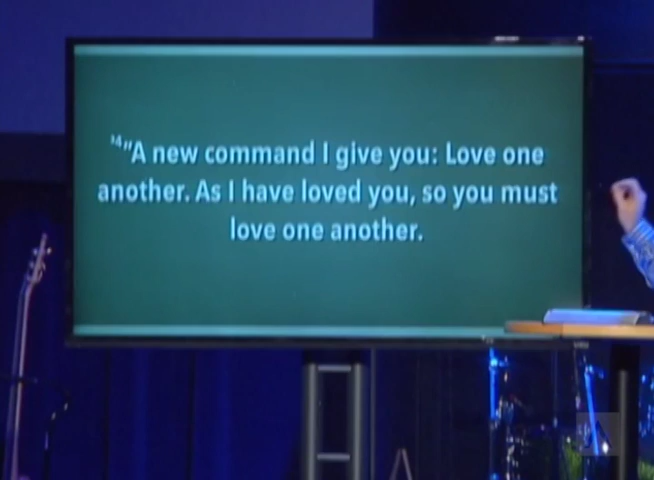 ³⁴"A new command I give you: Love one
another. As I have loved you, so you must
love one another.